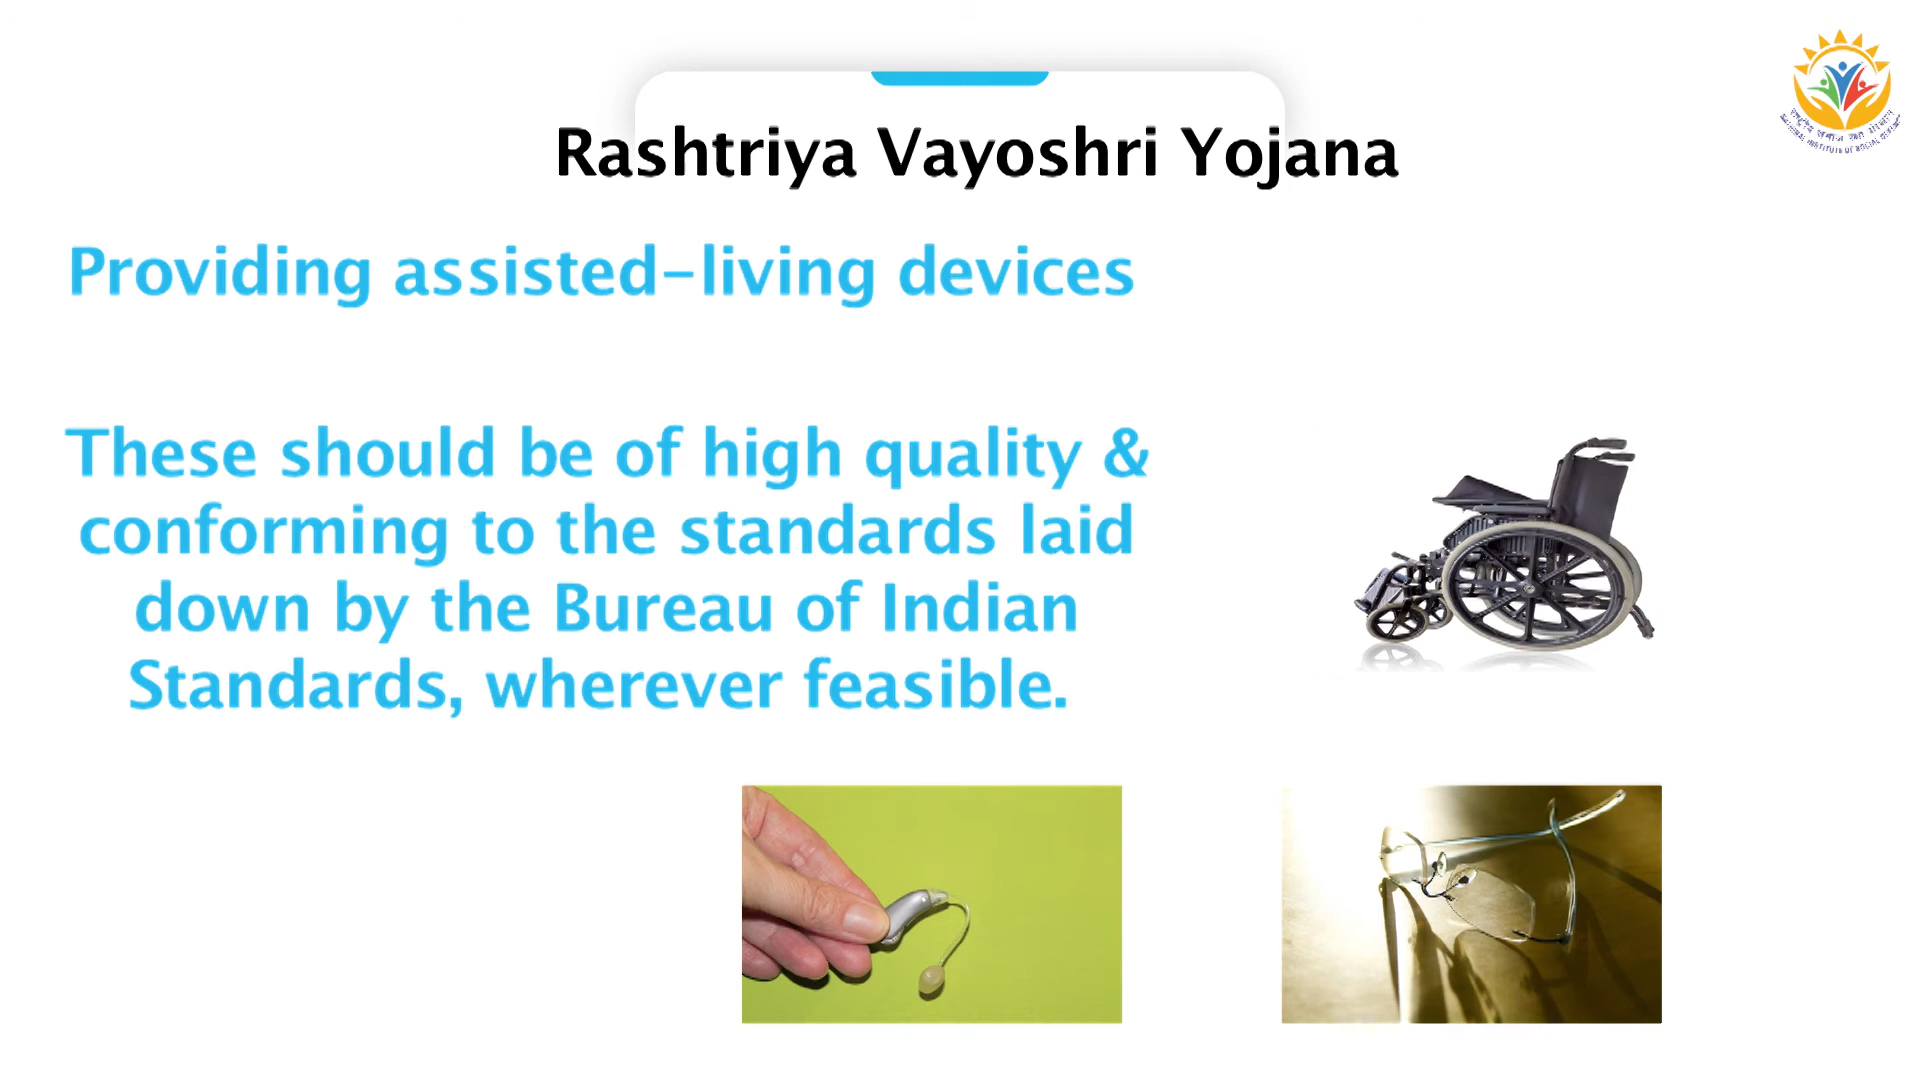 Rashtriya Vayoshri Yojana
Providing assisted-living devices
These should be of high quality &
conforming to the standards laid
down by the Bureau of Indian
Standards, wherever feasible.